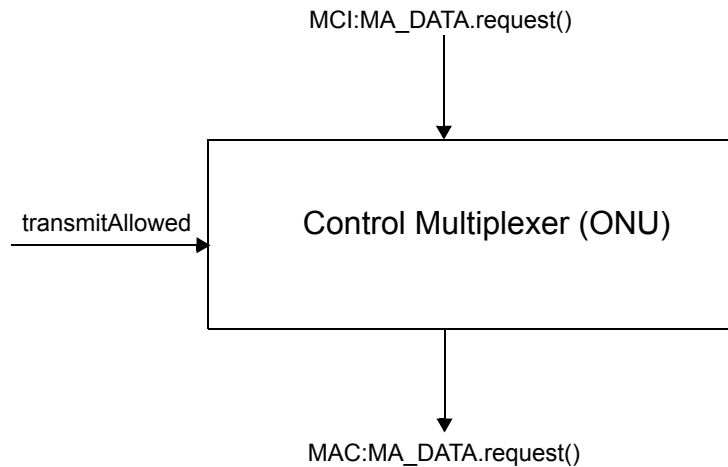 MCI:MA_DATA.request()
transmitAllowed
Control Multiplexer (ONU)
MAC:MA_DATA.request()